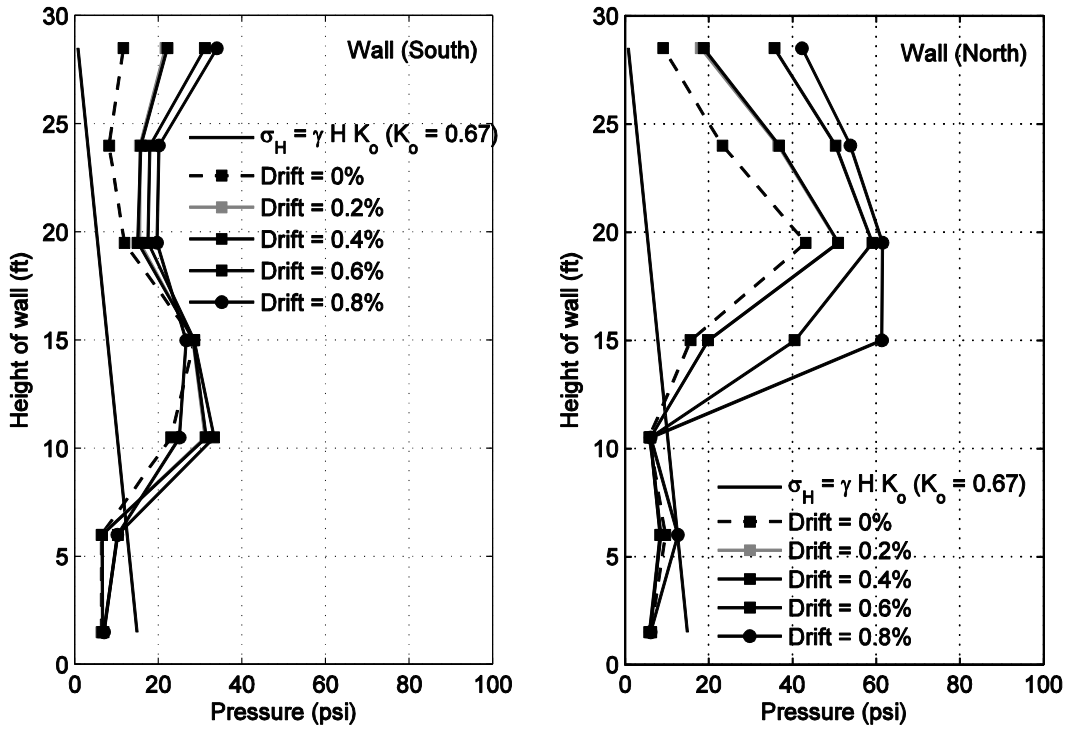 Wall (South)
σH = γ H Ko (Ko = 0.67)
Drift = 0%
Drift = 0.2%
Drift = 0.4%
Drift = 0.6%
Drift = 0.8%
Height of wall (ft)
30
25
20
15
10
5
0
0 20 40 60 80 100
Pressure (psi)
Wall (North)
σH = γ H Ko (Ko = 0.67)
Drift = 0%
Drift = 0.2%
Drift = 0.4%
Drift = 0.6%
Drift = 0.8%
Height of wall (ft)
30
25
20
15
10
5
0
0 20 40 60 80 100
Pressure (psi)